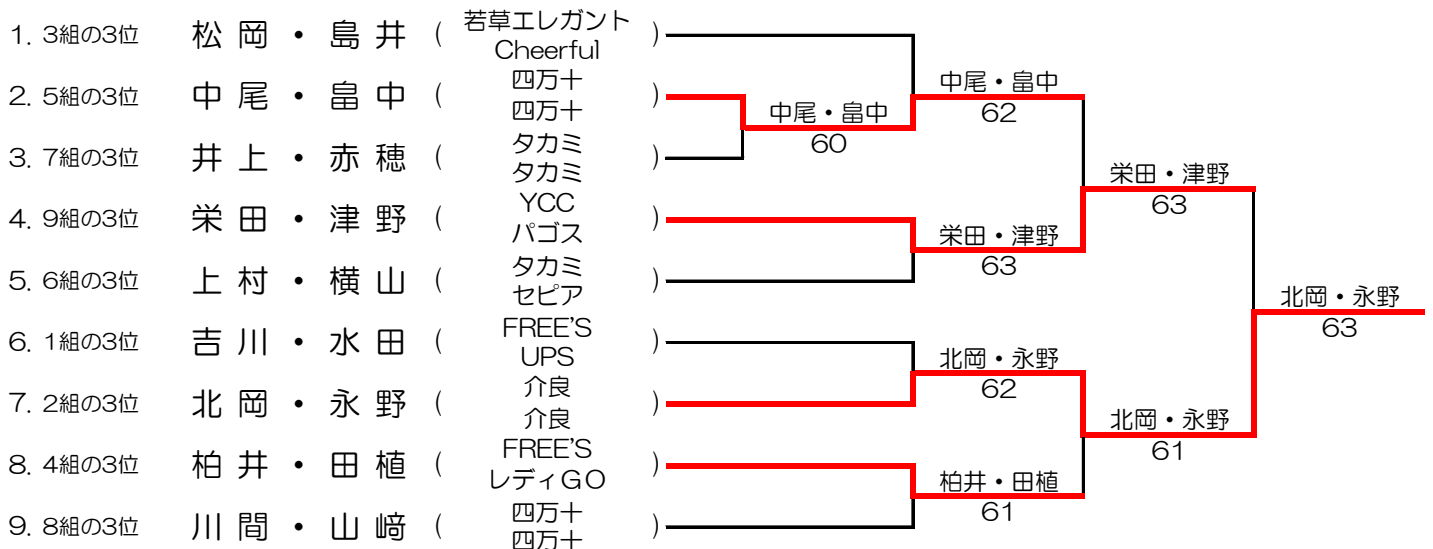 1. 3組の3位 松岡・島井 ( 若草エレガント Cheerful )
2. 5組の3位 中尾・畠中 ( 四万十 四万十 )
3. 7組の3位 井上・赤穂 ( タカミ タカミ )
4. 9組の3位 栄田・津野 ( YCC パゴス )
5. 6組の3位 上村・横山 ( タカミ セピア )
6. 1組の3位 吉川・水田 ( FREE'S UPS )
7. 2組の3位 北岡・永野 ( 介良 介良 )
8. 4組の3位 柏井・田植 ( FREE'S レディGO )
9. 8組の3位 川間・山﨑 ( 四万十 四万十 )
中尾・畠中
60
中尾・畠中
62
栄田・津野
63
北岡・永野
62
柏井・田植
61
栄田・津野
63
北岡・永野
61
北岡・永野
63